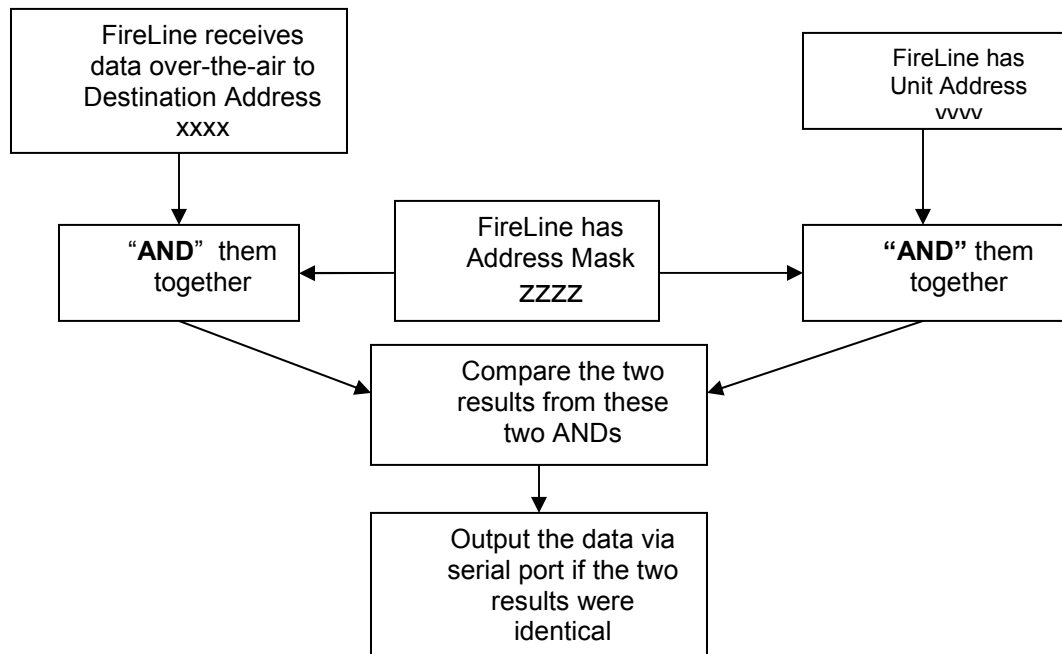 FireLine receives
data over-the-air to
Destination Address
xxxx
FireLine has
Unit Address
“AND” them
together
FireLine has
Address Mask
zzzz
“AND” them
together
Compare the two
results from these
two ANDs
Output the data via
serial port if the two
results were
identical